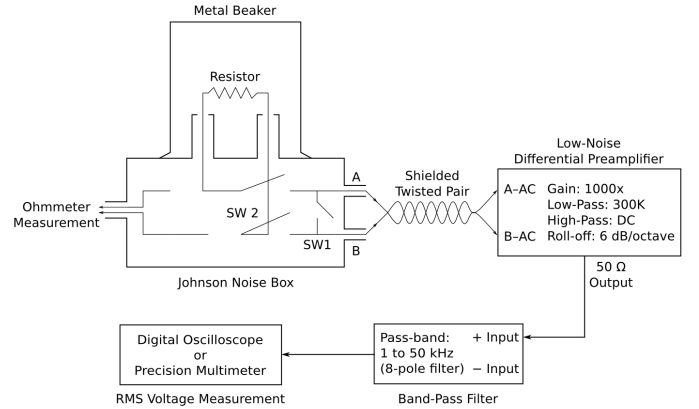 Metal Beaker
Resistor
Ohmmeter
Measurement
SW 2
SW1
A
B
Johnson Noise Box
Shielded
Twisted Pair
Low-Noise
Differential Preamplifier
A–AC Gain: 1000x
Low-Pass: 300K
High-Pass: DC
B–AC Roll-off: 6 dB/octave
50 Ω
Output
Digital Oscilloscope
or
Precision Multimeter
RMS Voltage Measurement
Pass-band: + Input
1 to 50 kHz
(8-pole filter) − Input
Band-Pass Filter